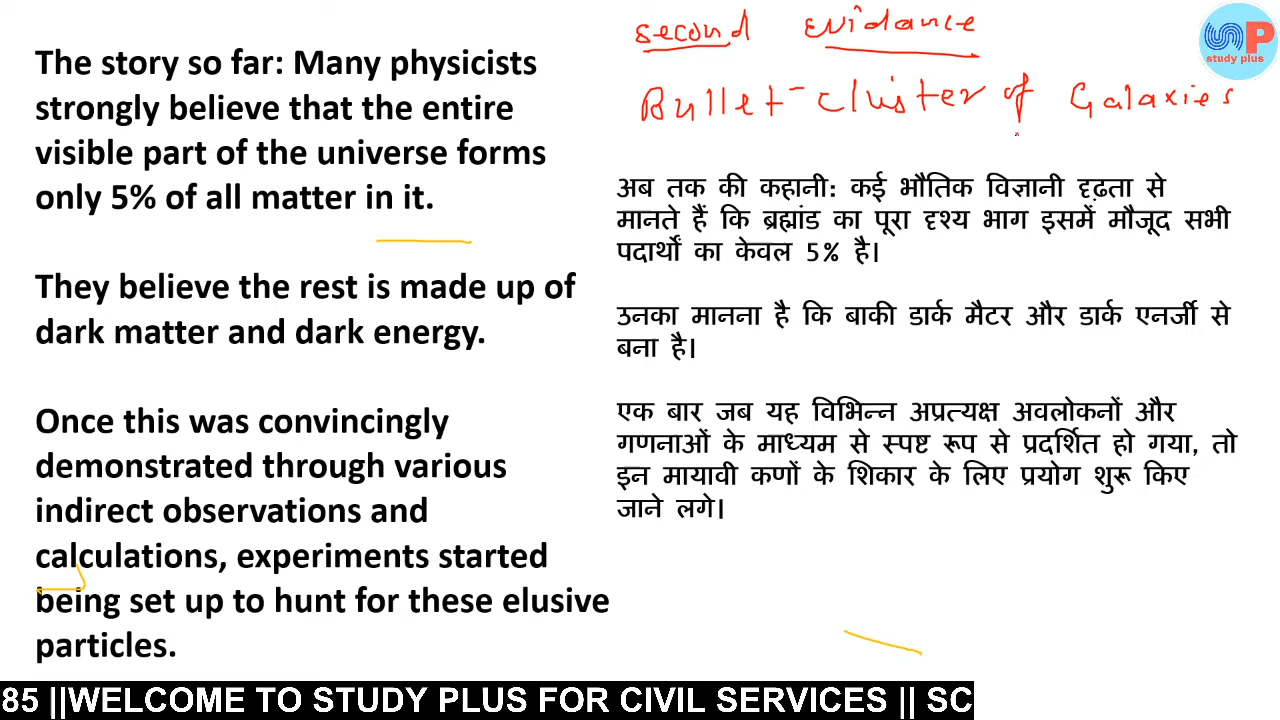 The story so far: Many physicists
strongly believe that the entire
visible part of the universe forms
only 5% of all matter in it.
They believe the rest is made up of
dark matter and dark energy.
Once this was convincingly
demonstrated through various
indirect observations and
calculations, experiments started
being set up to hunt for these elusive
particles.
second evidance
Bullet-cluster of Galaxies
SP
study plus
अब तक की कहानी: कई भौतिक विज्ञानी दृढ़ता से
मानते हैं कि ब्रह्मांड का पूरा दृश्य भाग इसमें मौजूद सभी
पदार्थों का केवल 5% है।
उनका मानना है कि बाकी डार्क मैटर और डार्क एनर्जी से
बना है।
एक बार जब यह विभिन्न अप्रत्यक्ष अवलोकनों और
गणनाओं के माध्यम से स्पष्ट रूप से प्रदर्शित हो गया, तो
इन मायावी कणों के शिकार के लिए प्रयोग शुरू किए
जाने लगे।
85 ||WELCOME TO STUDY PLUS FOR CIVIL SERVICES || SC